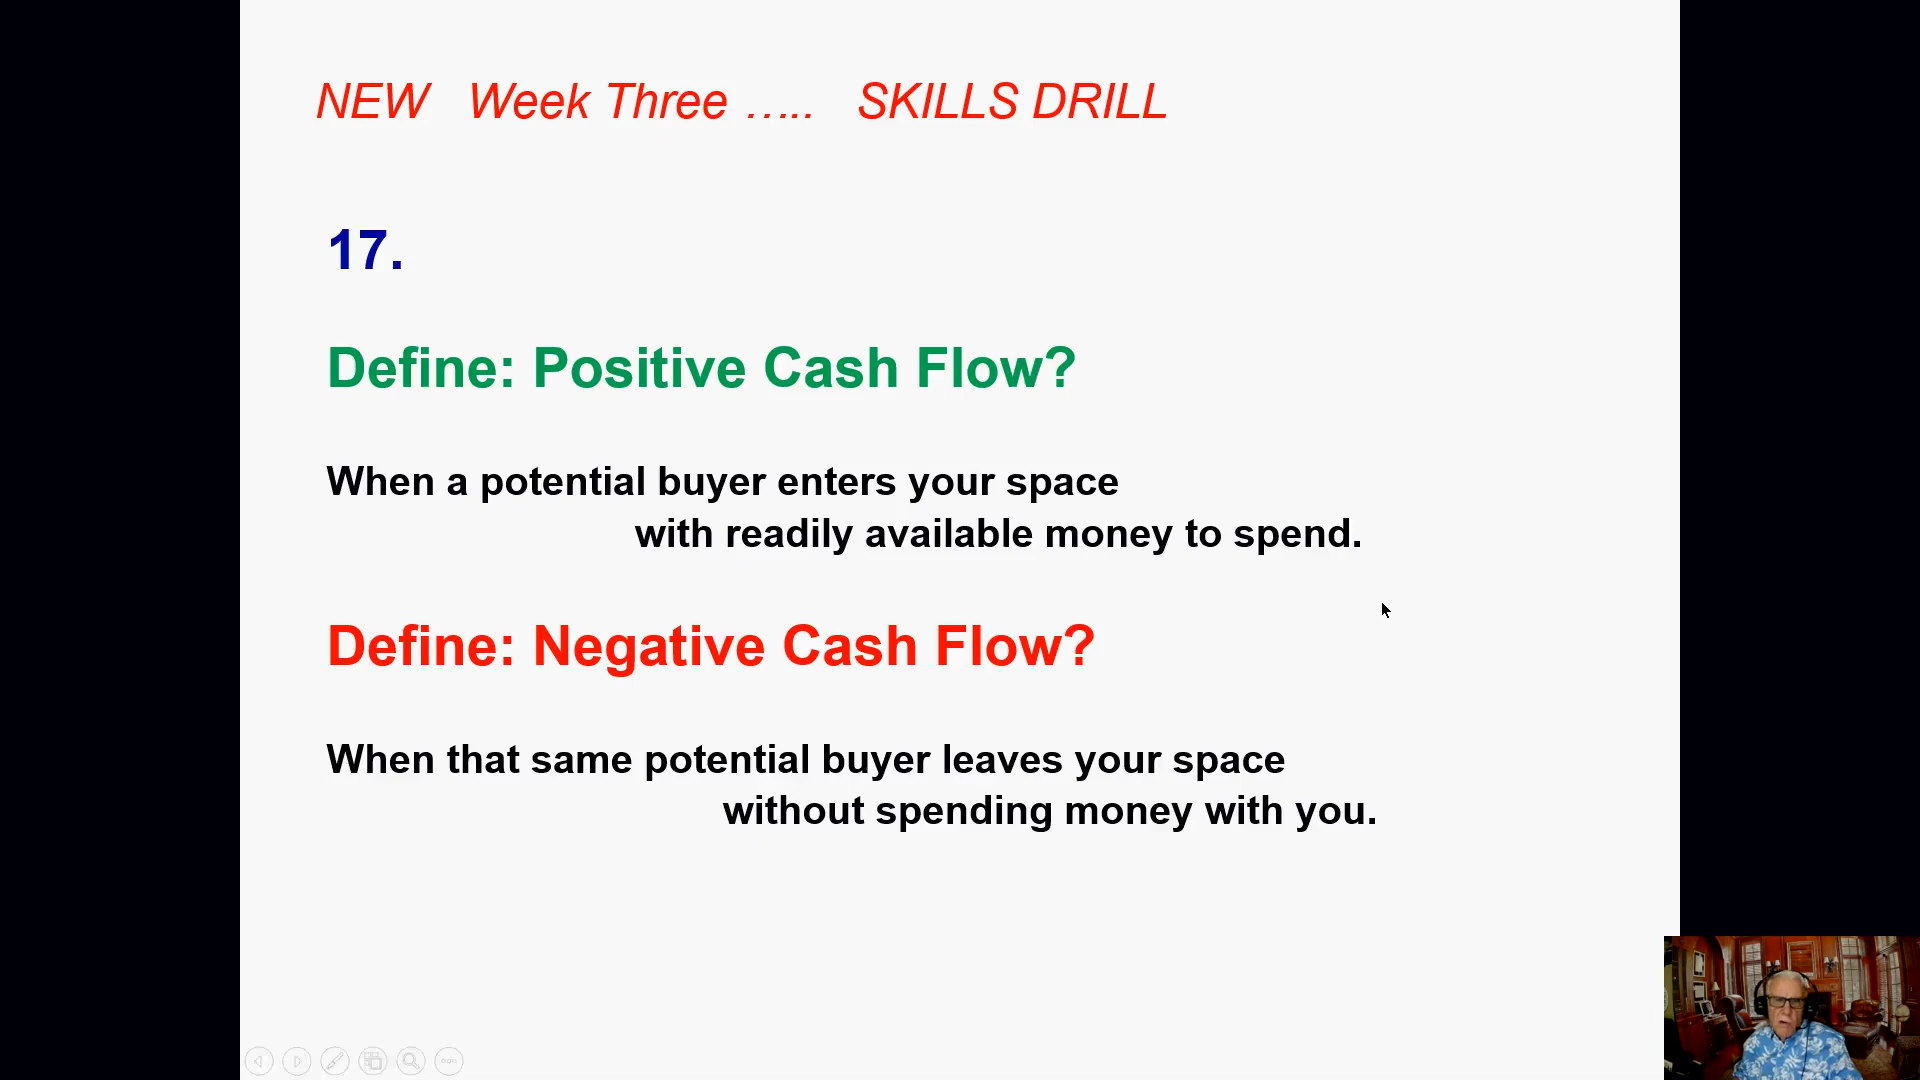 NEW Week Three ..... SKILLS DRILL
17.
Define: Positive Cash Flow?
When a potential buyer enters your space
with readily available money to spend.
Define: Negative Cash Flow?
When that same potential buyer leaves your space
without spending money with you.